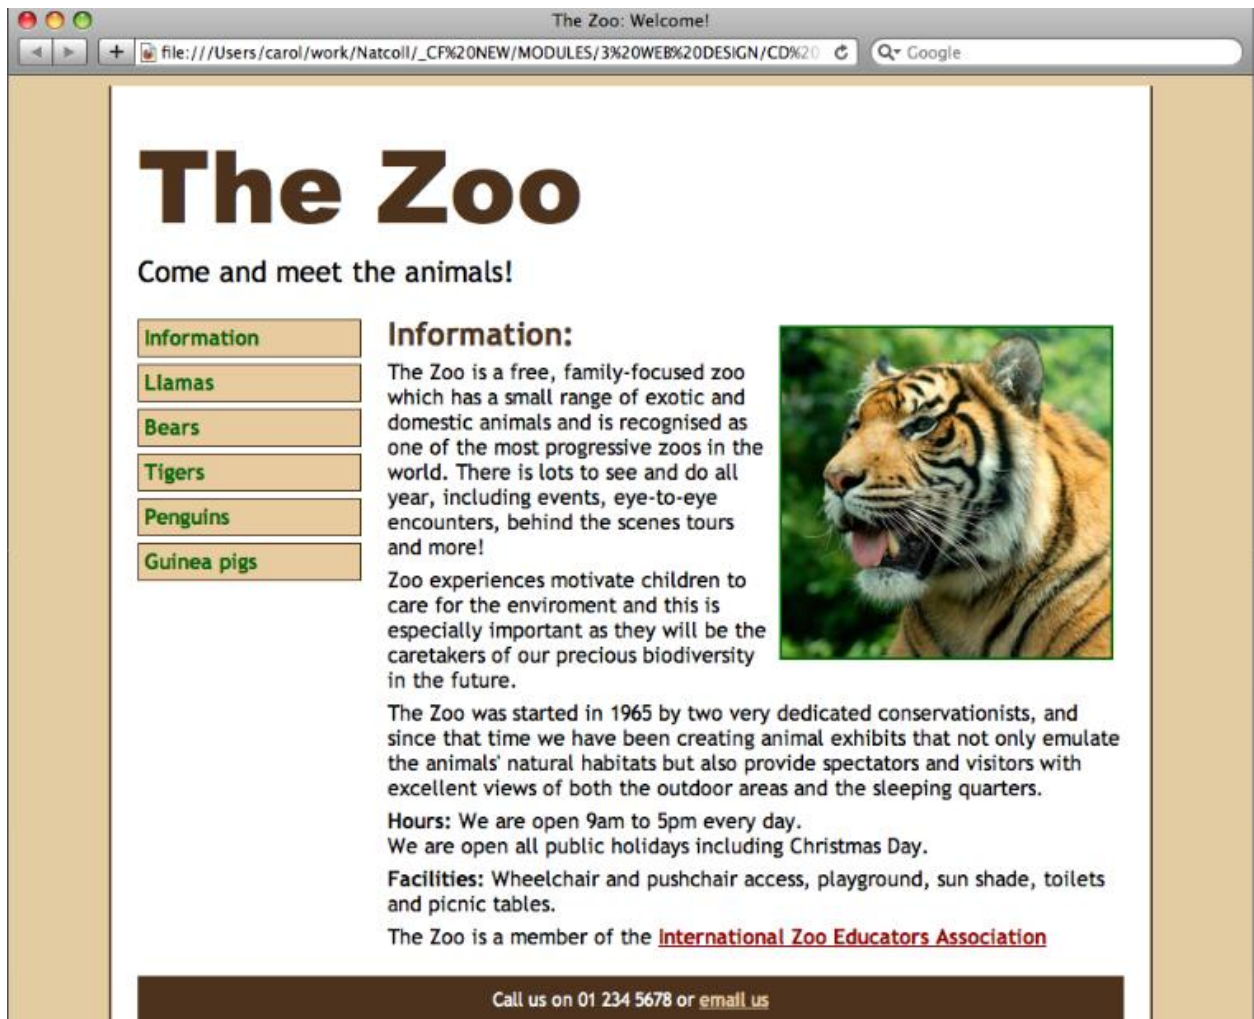 The Zoo: Welcome!
file:///Users/carol/work/Natcoll/_CF%20NEW/MODULES/3%20WEB%20DESIGN/CD%20
Google
The Zoo
Come and meet the animals!
Information
Llamas
Bears
Tigers
Penguins
Guinea pigs
Information:
The Zoo is a free, family-focused zoo
which has a small range of exotic and
domestic animals and is recognised as
one of the most progressive zoos in the
world. There is lots to see and do all
year, including events, eye-to-eye
encounters, behind the scenes tours
and more!
Zoo experiences motivate children to
care for the enviroment and this is
especially important as they will be the
caretakers of our precious biodiversity
in the future.
The Zoo was started in 1965 by two very dedicated conservationists, and
since that time we have been creating animal exhibits that not only emulate
the animals' natural habitats but also provide spectators and visitors with
excellent views of both the outdoor areas and the sleeping quarters.
Hours: We are open 9am to 5pm every day.
We are open all public holidays including Christmas Day.
Facilities: Wheelchair and pushchair access, playground, sun shade, toilets
and picnic tables.
The Zoo is a member of the International Zoo Educators Association
Call us on 01 234 5678 or email us